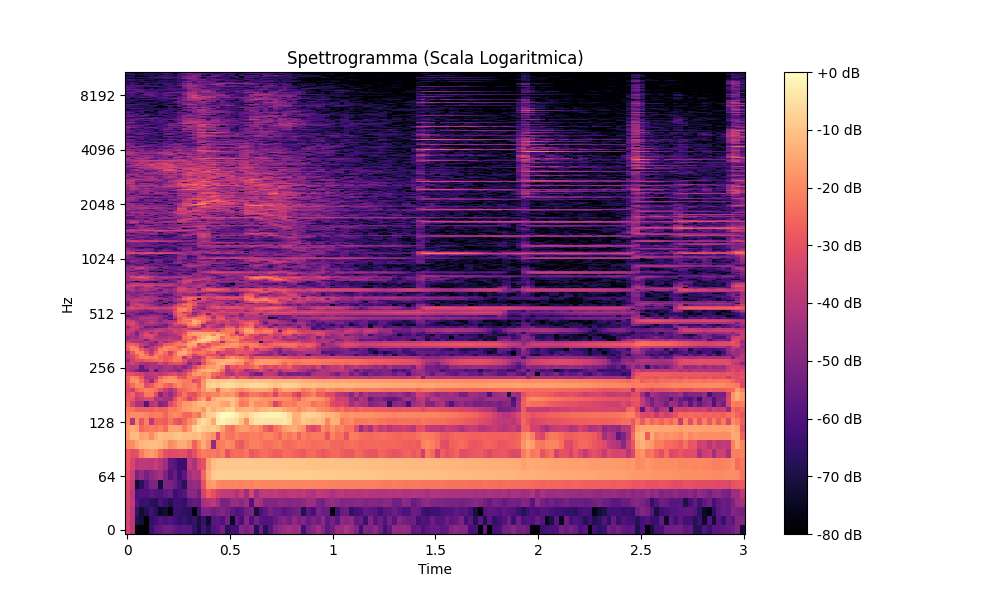 Spettrogramma (Scala Logaritmica)
Hz
8192
4096
2048
1024
512
256
128
64
0
0 0.5 1 1.5 2 2.5 3
Time
+0 dB
-10 dB
-20 dB
-30 dB
-40 dB
-50 dB
-60 dB
-70 dB
-80 dB